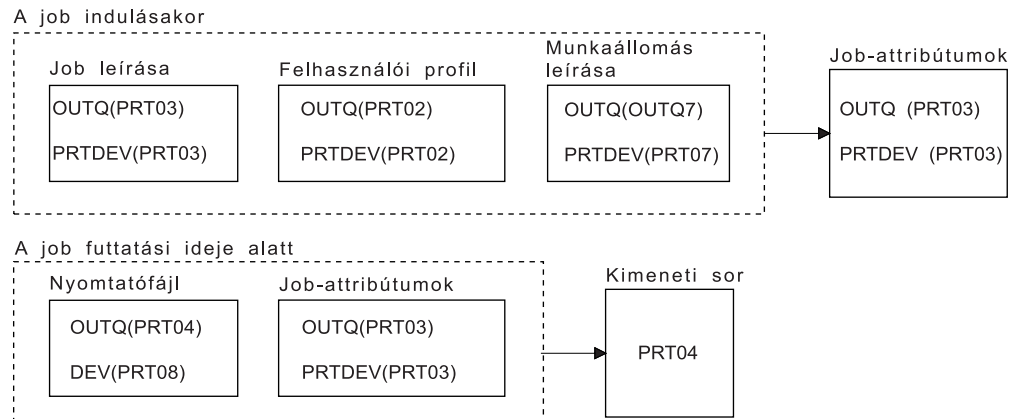 A job indulásakor
Job leírása
OUTQ(PRT03)
PRTDEV(PRT03)
Felhasználói profil
OUTQ(PRT02)
PRTDEV(PRT02)
Munkaállomás
leírása
OUTQ(OUTQ7)
PRTDEV(PRT07)
Job-attribútumok
OUTQ (PRT03)
PRTDEV (PRT03)
A job futtatási ideje alatt
Nyomtatófájl
OUTQ(PRT04)
DEV(PRT08)
Job-attribútumok
OUTQ(PRT03)
PRTDEV(PRT03)
Kimeneti sor
PRT04